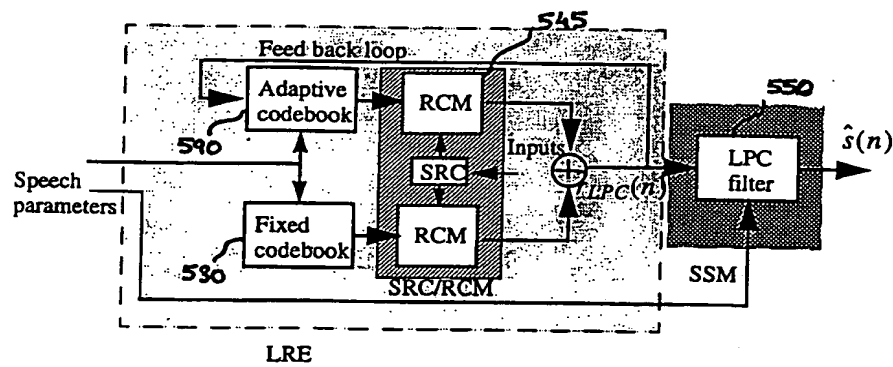 545
Feed back loop
550
Adaptive
codebook
RCM
590
Inputs
ŝ(n)
SRC
LPC
filter
Speech
parameters
LPC(n)
Fixed
codebook
RCM
530
SSM
SRC/RCM
LRE